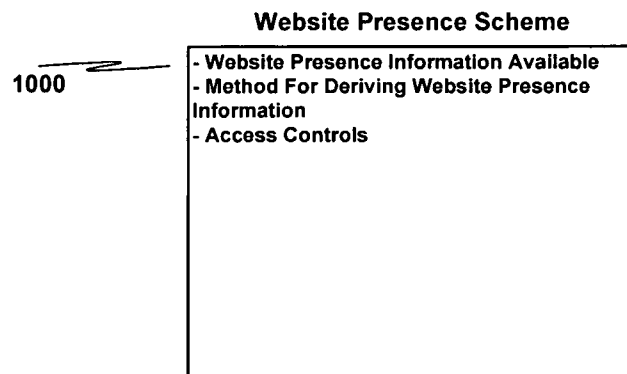 Website Presence Scheme
1000
- Website Presence Information Available
- Method For Deriving Website Presence
Information
- Access Controls